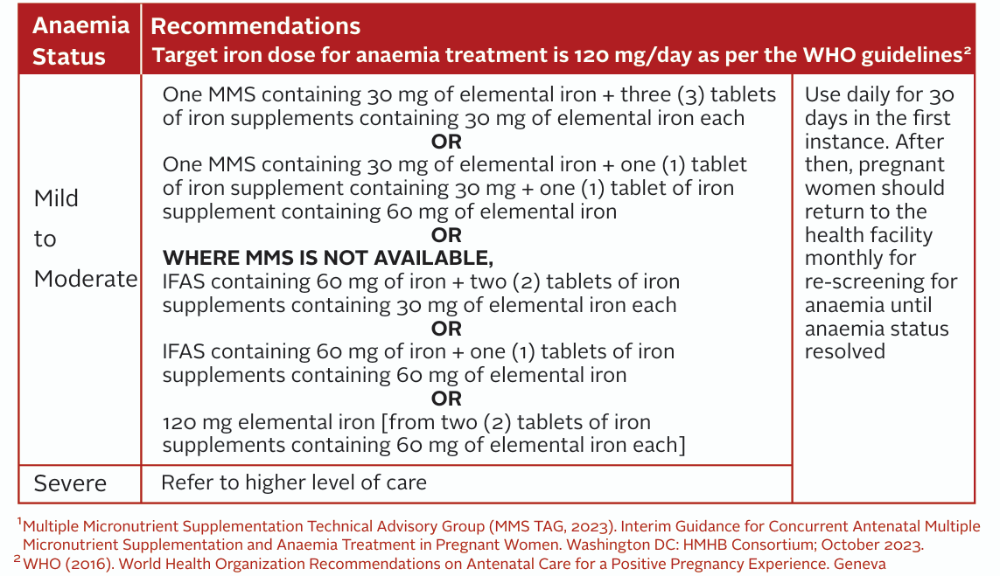 Anaemia
Status
Recommendations
Target iron dose for anaemia treatment is 120 mg/day as per the WHO guidelines²
Mild
to
Moderate
One MMS containing 30 mg of elemental iron + three (3) tablets
of iron supplements containing 30 mg of elemental iron each
OR
One MMS containing 30 mg of elemental iron + one (1) tablet
of iron supplement containing 30 mg + one (1) tablet of iron
supplement containing 60 mg of elemental iron
OR
WHERE MMS IS NOT AVAILABLE,
IFAS containing 60 mg of iron + two (2) tablets of iron
supplements containing 30 mg of elemental iron each
OR
IFAS containing 60 mg of iron + one (1) tablets of iron
supplements containing 60 mg of elemental iron
OR
120 mg elemental iron [from two (2) tablets of iron
supplements containing 60 mg of elemental iron each]
Use daily for 30
days in the first
instance. After
then, pregnant
women should
return to the
health facility
monthly for
re-screening for
anaemia until
anaemia status
resolved
Severe
Refer to higher level of care
¹Multiple Micronutrient Supplementation Technical Advisory Group (MMS TAG, 2023). Interim Guidance for Concurrent Antenatal Multiple
Micronutrient Supplementation and Anaemia Treatment in Pregnant Women. Washington DC: HMHB Consortium; October 2023.
² WHO (2016). World Health Organization Recommendations on Antenatal Care for a Positive Pregnancy Experience. Geneva